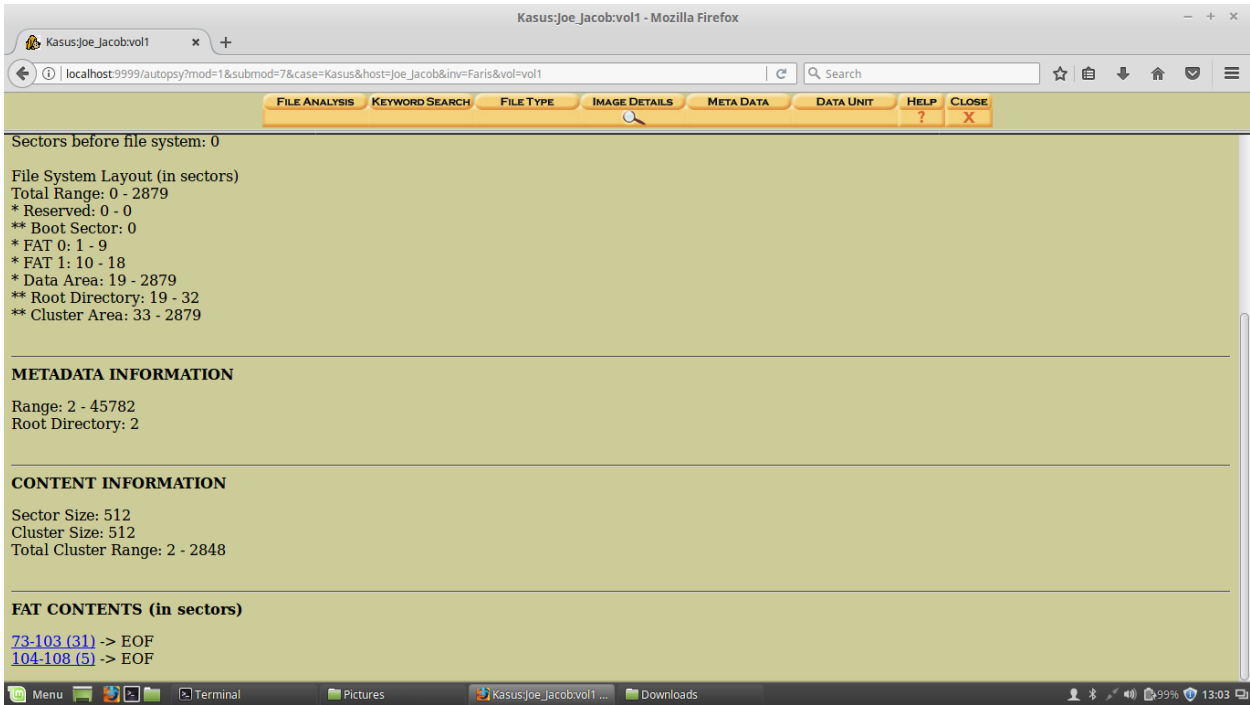 Kasus:Joe_Jacob:vol1 - Mozilla Firefox
Kasus:Joe_Jacob:vol1
localhost:9999/autopsy?mod=1&submod=7&case=Kasus&host=Joe_Jacob&inv=Faris&vol=vol1
Search
FILE ANALYSIS KEYWORD SEARCH FILE TYPE IMAGE DETAILS META DATA DATA UNIT HELP CLOSE
? X
Sectors before file system: 0
File System Layout (in sectors)
Total Range: 0 - 2879
* Reserved: 0 - 0
** Boot Sector: 0
* FAT 0: 1 - 9
* FAT 1: 10 - 18
* Data Area: 19 - 2879
** Root Directory: 19 - 32
** Cluster Area: 33 - 2879
METADATA INFORMATION
Range: 2 - 45782
Root Directory: 2
CONTENT INFORMATION
Sector Size: 512
Cluster Size: 512
Total Cluster Range: 2 - 2848
FAT CONTENTS (in sectors)
73-103 (31) -> EOF
104-108 (5) -> EOF
Menu Terminal Pictures Kasus:Joe_Jacob:vol1 ... Downloads 99% 13:03